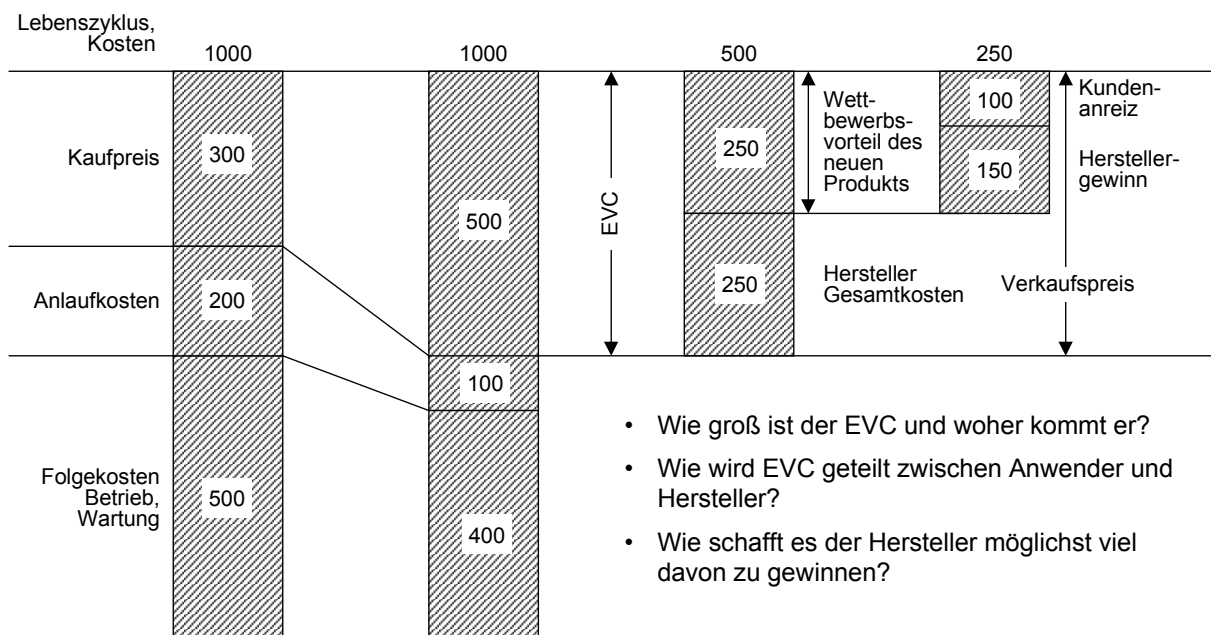 Lebenszyklus,
Kosten
1000
1000
500
250
Kaufpreis
300
Anlaufkosten
200
Folgekosten
Betrieb,
Wartung
500
500
100
400
EVC
250
250
Wett-
bewerbs-
vorteil des
neuen
Produkts
Hersteller
Gesamtkosten
100
150
Kunden-
anreiz
Hersteller-
gewinn
Verkaufspreis
• Wie groß ist der EVC und woher kommt er?
• Wie wird EVC geteilt zwischen Anwender und
Hersteller?
• Wie schafft es der Hersteller möglichst viel
davon zu gewinnen?